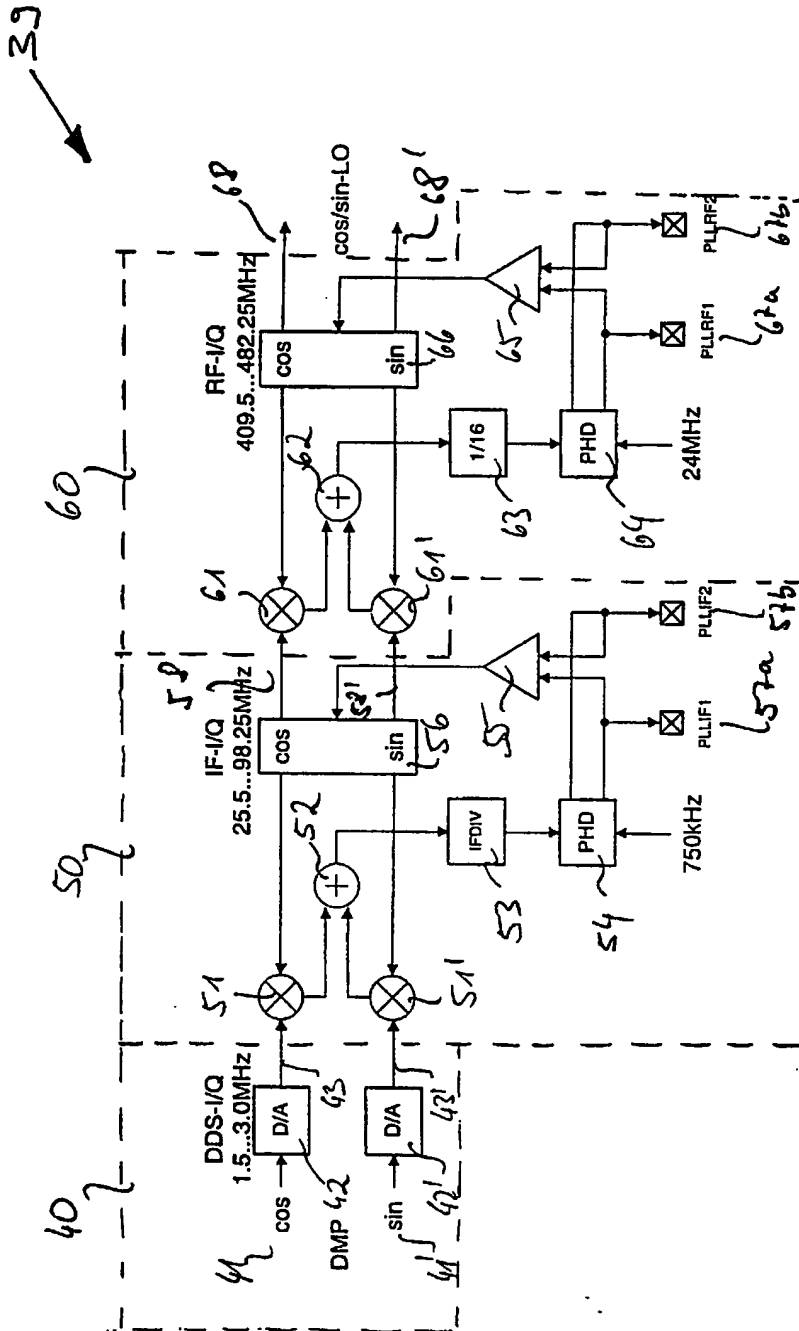 39
40
50
60
DDS-I/Q
1.5...3.0MHz
IF-I/Q
25.5...98.25MHz
58
RF-I/Q
409.5...482.25MHz
68
41
cos
D/A
42
43
51
52
cos
58'
sin
56
61
62
cos
sin
66
cos/sin-LO
68'
DMP
41'
sin
D/A
42'
43'
51'
61'
IFDIV
53
55
1/16
63
65
PHD
54
750kHz
PLLIF1
57a
PLLIF2
57b
PHD
64
24MHz
PLLRF1
67a
PLLRF2
67b